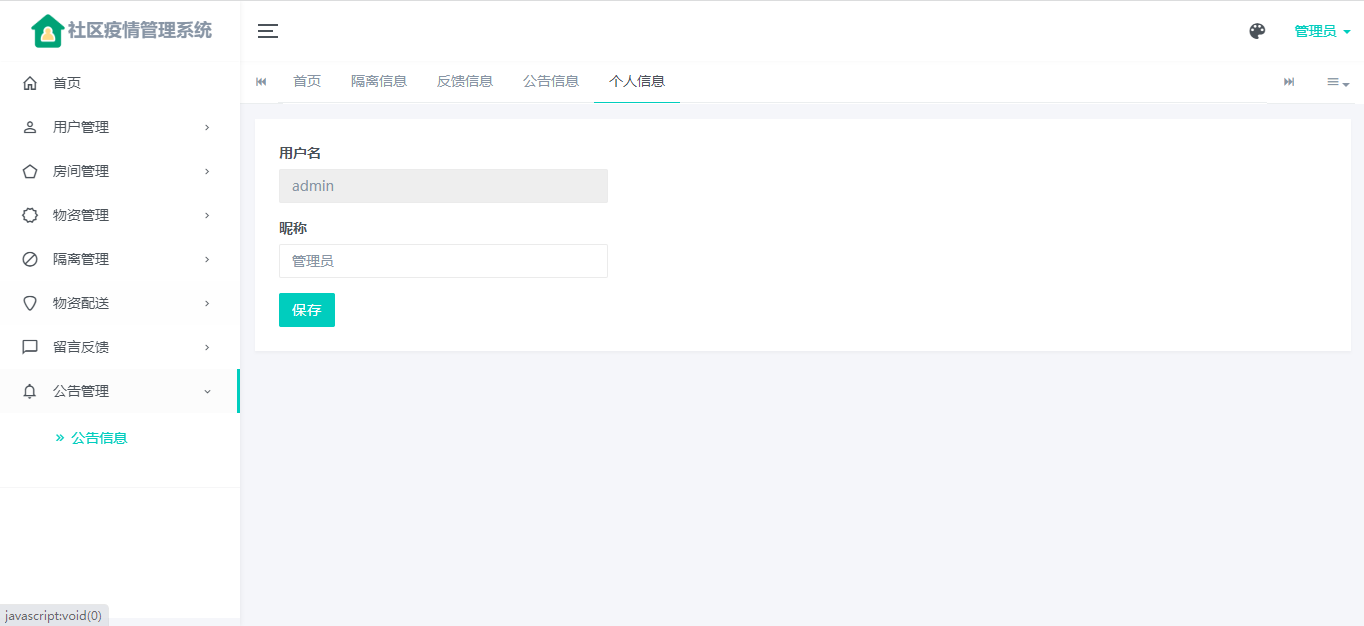 社区疫情管理系统
管理员
首页
用户管理
房间管理
物资管理
隔离管理
物资配送
留言反馈
公告管理
公告信息
首页 隔离信息 反馈信息 公告信息 个人信息
用户名
admin
昵称
管理员
保存
javascript:void(0)